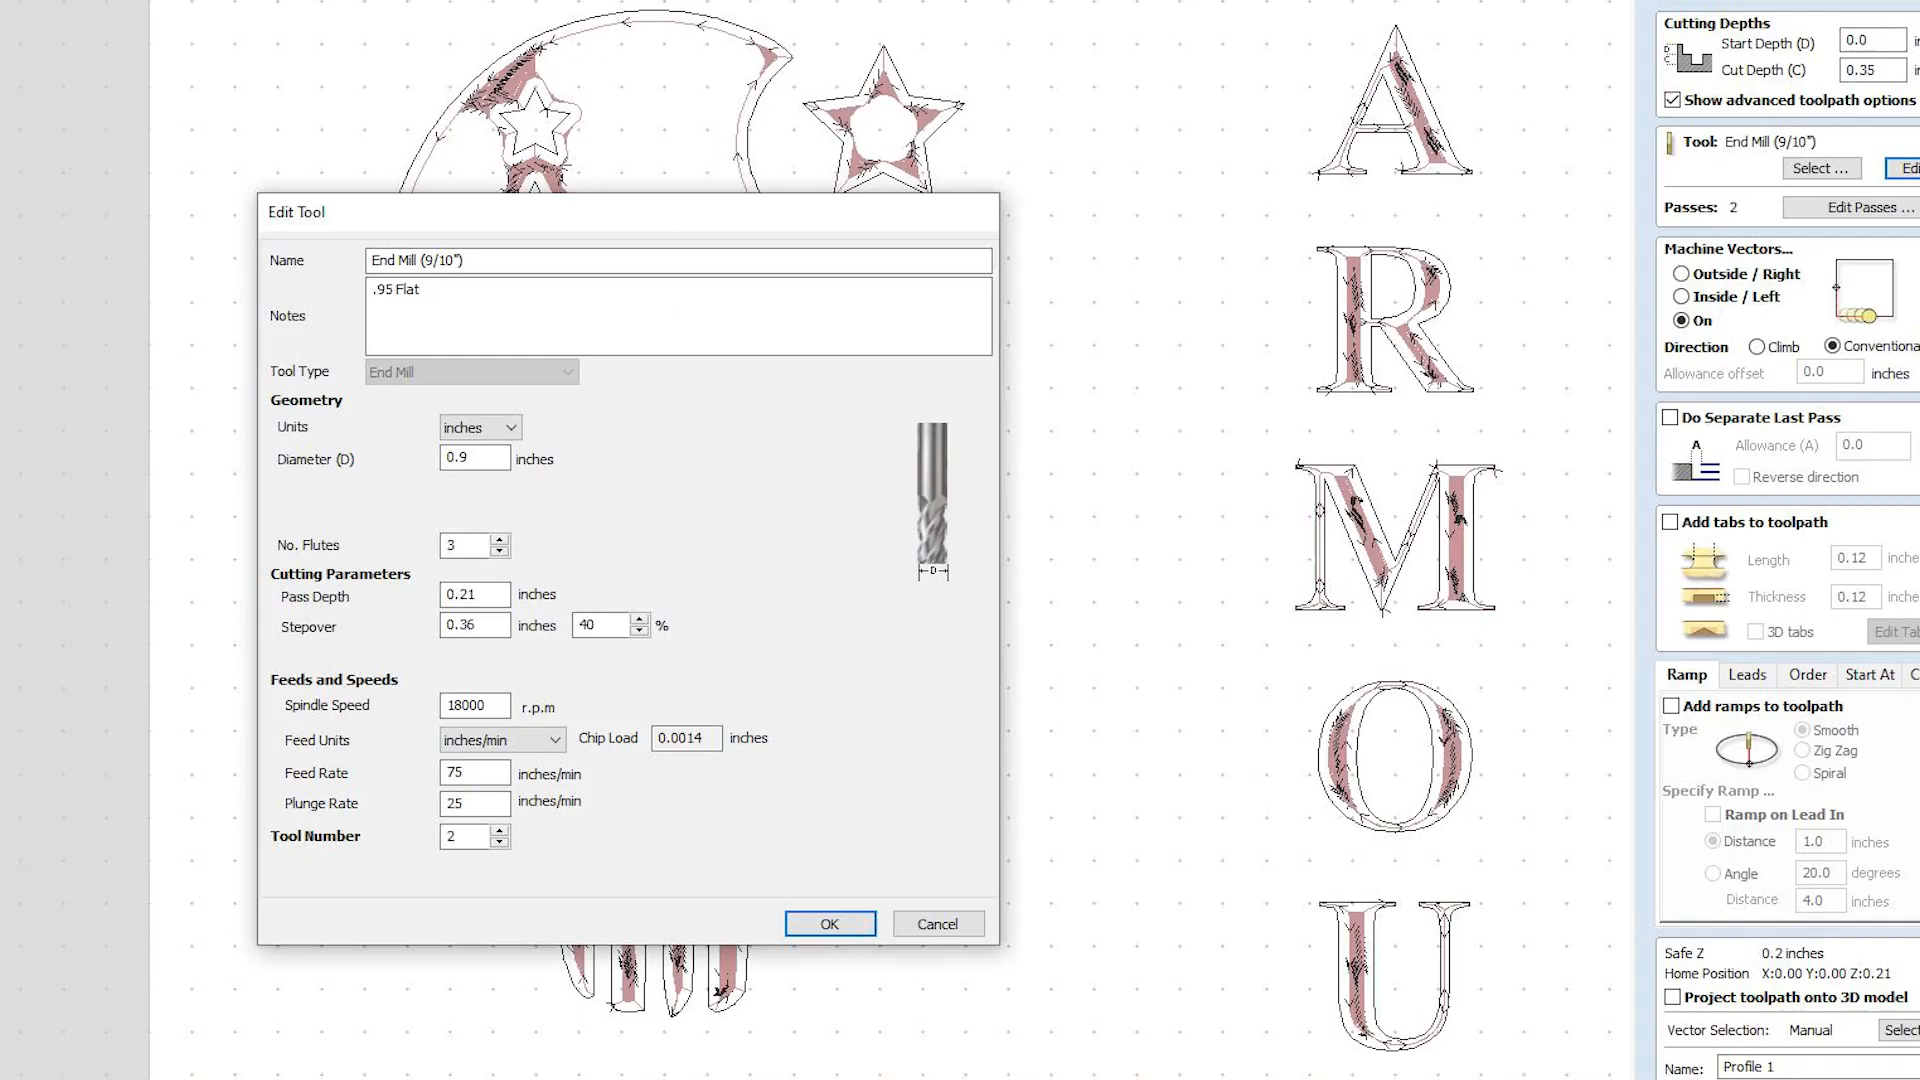 Edit Tool
Name End Mill (9/10")
Notes .95 Flat
Tool Type End Mill
Geometry
Units inches
Diameter (D) 0.9 inches
No. Flutes 3
Cutting Parameters
Pass Depth 0.21 inches
Stepover 0.36 inches 40 %
Feeds and Speeds
Spindle Speed 18000 r.p.m
Feed Units inches/min Chip Load 0.0014 inches
Feed Rate 75 inches/min
Plunge Rate 25 inches/min
Tool Number 2
OK Cancel
D
A
R
M
O
U
Cutting Depths
Start Depth (D) 0.0
Cut Depth (C) 0.35
Show advanced toolpath options
Tool: End Mill (9/10")
Select ... Edi
Passes: 2 Edit Passes ...
Machine Vectors...
Outside / Right
Inside / Left
On
Direction Climb Conventiona
Allowance offset 0.0 inches
Do Separate Last Pass
A Allowance (A) 0.0
Reverse direction
Add tabs to toolpath
Length 0.12 inche
Thickness 0.12 inche
3D tabs Edit Tab
Ramp Leads Order Start At C
Add ramps to toolpath
Type Smooth
Zig Zag
Spiral
Specify Ramp ...
Ramp on Lead In
Distance 1.0 inches
Angle 20.0 degrees
Distance 4.0 inches
Safe Z 0.2 inches
Home Position X:0.00 Y:0.00 Z:0.21
Project toolpath onto 3D model
Vector Selection: Manual Select
Name: Profile 1